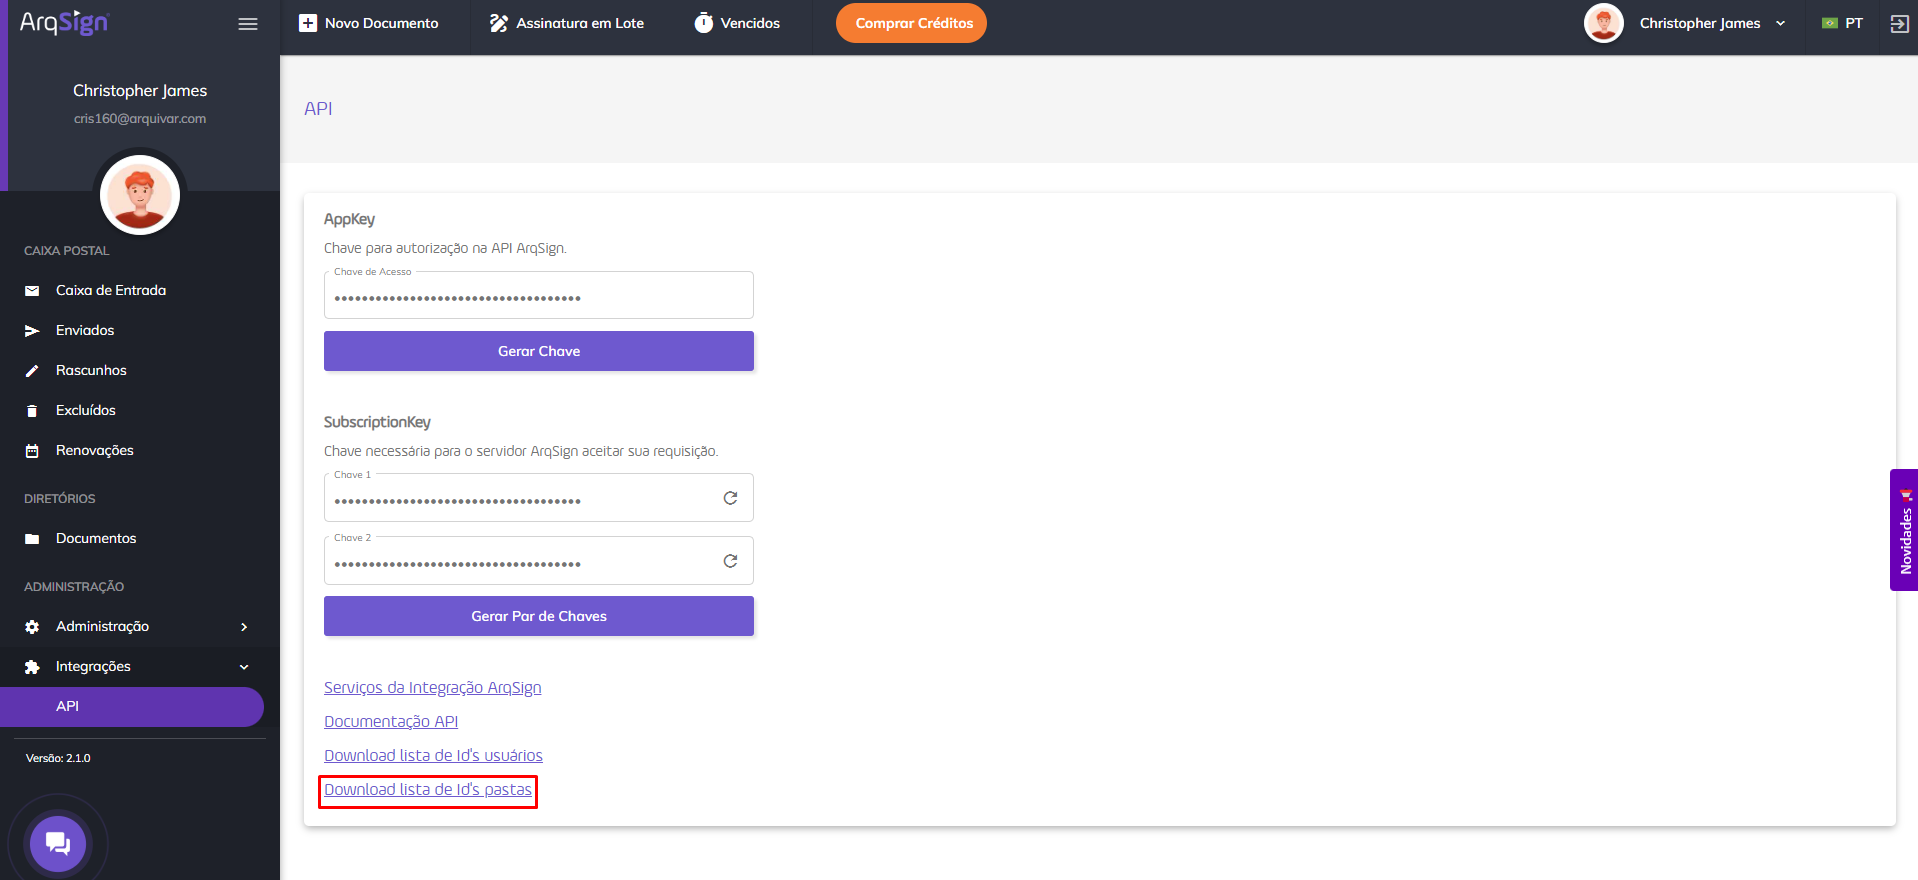 ArqSign
Novo Documento
Assinatura em Lote
Vencidos
Comprar Créditos
Christopher James
PT
Christopher James
cris160@arquivar.com
CAIXA POSTAL
Caixa de Entrada
Enviados
Rascunhos
Excluídos
Renovações
DIRETÓRIOS
Documentos
ADMINISTRAÇÃO
Administração
Integrações
API
Versão: 2.1.0
API
AppKey
Chave para autorização na API ArqSign.
Chave de Acesso
••••••••••••••••••••••••••••••••••••
Gerar Chave
SubscriptionKey
Chave necessária para o servidor ArqSign aceitar sua requisição.
Chave 1
••••••••••••••••••••••••••••••••••••
Chave 2
••••••••••••••••••••••••••••••••••••
Gerar Par de Chaves
Serviços da Integração ArqSign
Documentação API
Download lista de Id's usuários
Download lista de Id's pastas
Novidades